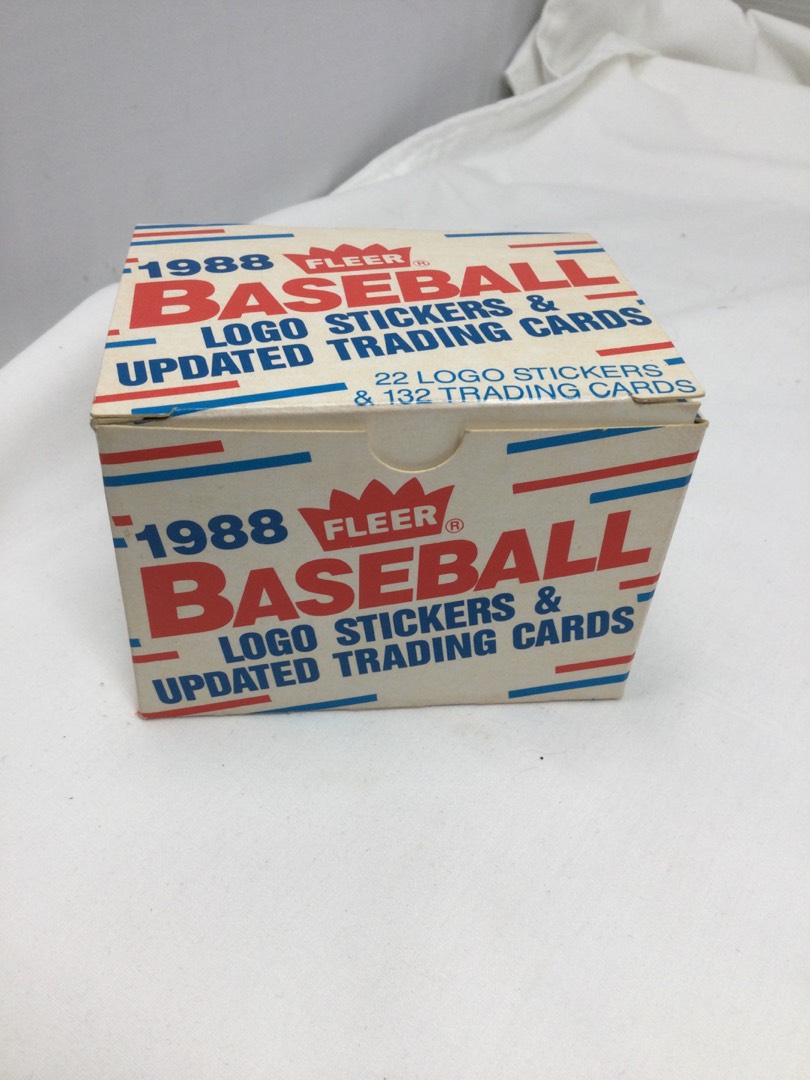 1988 FLEER®
BASEBALL
LOGO STICKERS &
UPDATED TRADING CARDS
22 LOGO STICKERS
& 132 TRADING CARDS
1988 FLEER®
BASEBALL
LOGO STICKERS &
UPDATED TRADING CARDS